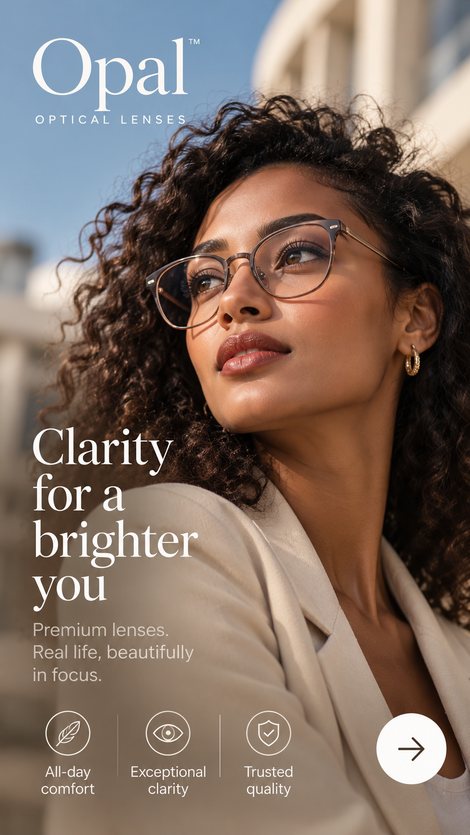 Opal™
OPTICAL LENSES
Clarity
for a
brighter
you
Premium lenses.
Real life, beautifully
in focus.
All-day
comfort
Exceptional
clarity
Trusted
quality